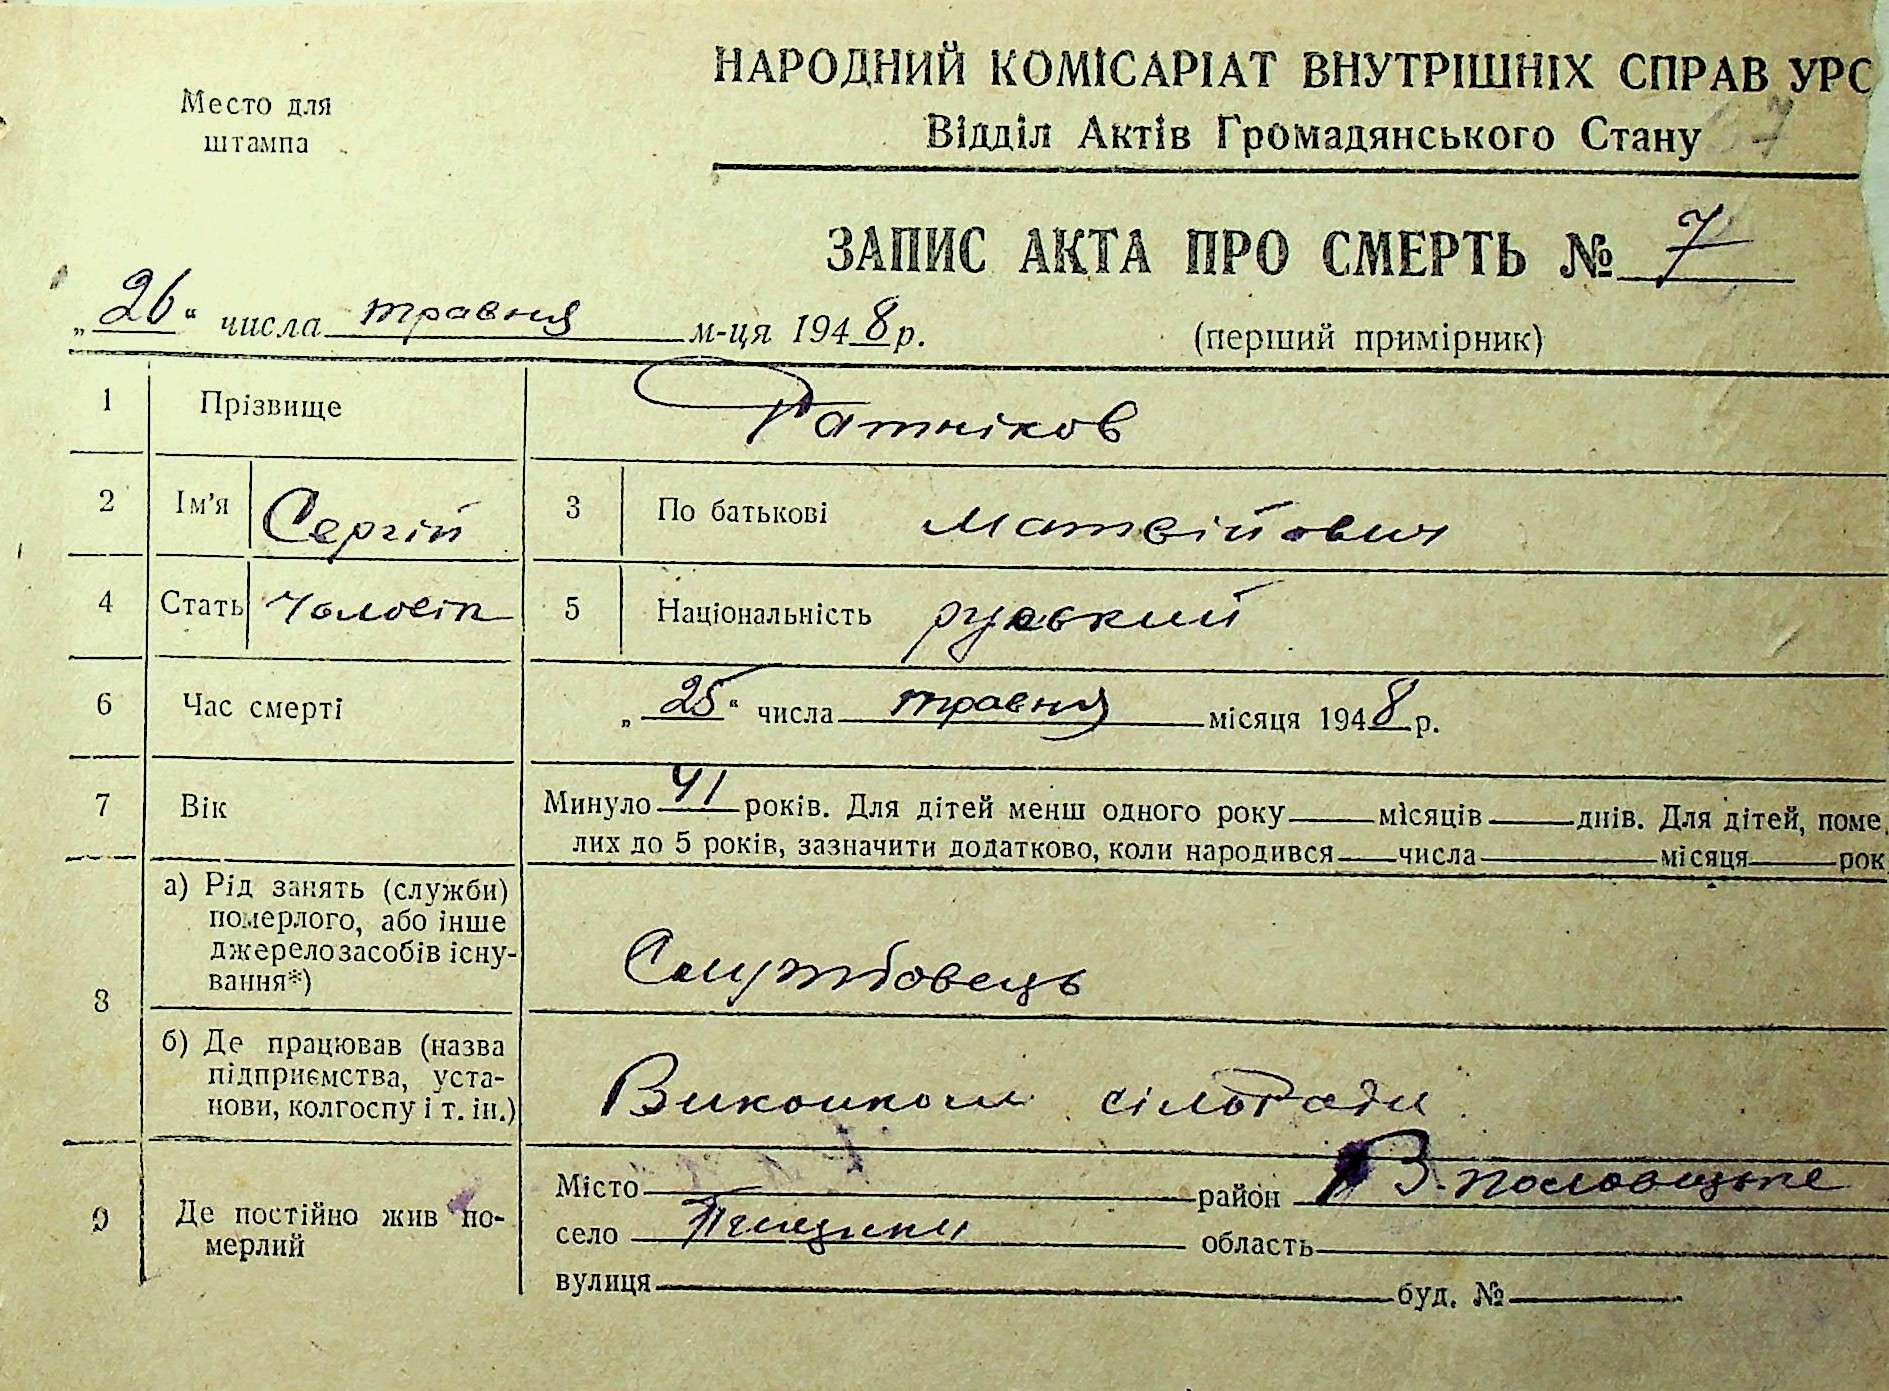 НАРОДНИЙ КОМІСАРІАТ ВНУТРІШНІХ СПРАВ УРС
Место для
штампа
Відділ Актів Громадянського Стану
ЗАПИС АКТА ПРО СМЕРТЬ № 7
„26“ числа травня м-ця 1948 р.
(перший примірник)
1 Прізвище Ратніков
2 Ім'я Сергій 3 По батькові Матвійович
4 Стать Чоловік 5 Національність руський
6 Час смерті „25“ числа травня місяця 1948 р.
7 Вік Минуло 41 років. Для дітей менш одного року місяців днів. Для дітей, поме
лих до 5 років, зазначити додатково, коли народився числа місяця рок
8 а) Рід занять (служби)
померлого, або інше
джерело засобів існу-
вання*)
Службовець
б) Де працював (назва
підприємства, уста-
нови, колгоспу і т. ін.)
Виконком сільради
9 Де постійно жив по-
мерлий
Місто район В. половецьке
село область
вулиця буд. №